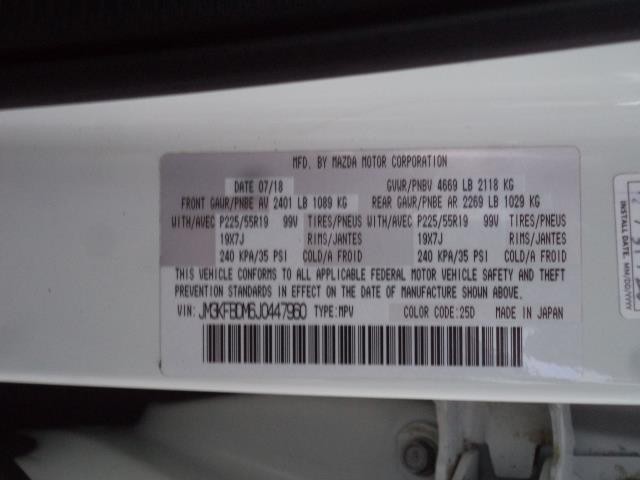 MFD. BY MAZDA MOTOR CORPORATION
DATE 07/18 GVWR/PNBV 4669 LB 2118 KG
FRONT GAWR/PNBE AV 2401 LB 1089 KG REAR GAWR/PNBE AR 2269 LB 1029 KG
WITH/AVEC P225/55R19 99V TIRES/PNEUS WITH/AVEC P225/55R19 99V TIRES/PNEUS
19X7J RIMS/JANTES 19X7J RIMS/JANTES
240 KPA/35 PSI COLD/A FROID 240 KPA/35 PSI COLD/A FROID
THIS VEHICLE CONFORMS TO ALL APPLICABLE FEDERAL MOTOR VEHICLE SAFETY AND THEFT
PREVENTION STANDARDS IN EFFECT ON THE DATE OF MANUFACTURE SHOWN ABOVE.
VIN: JM3KFBDM6J0447960 TYPE:MPV COLOR CODE:25D MADE IN JAPAN
INSTALL DATE, MM/DD/YYYY